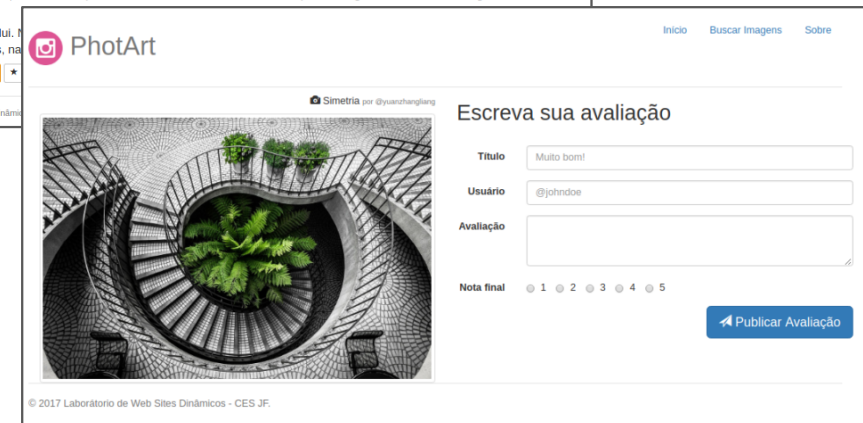 PhotArt
Início Buscar Imagens Sobre
Simetria por @yuanzhangliang
Escreva sua avaliação
Título
Muito bom!
Usuário
@johndoe
Avaliação
Nota final 1 2 3 4 5
Publicar Avaliação
© 2017 Laboratorio de Web Sites Dinâmicos - CES JF.